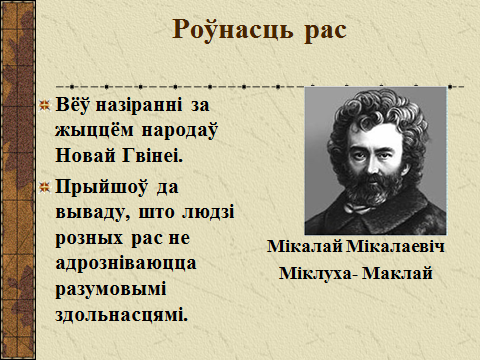 Роўнасць рас
Вёў назіранні за
жыццём народаў
Новай Гвінеі.
Прыйшоў да
вываду, што людзі
розных рас не
адрозніваюцца
разумовымі
здольнасцямі.
Мікалай Мікалаевіч
Міклуха- Маклай